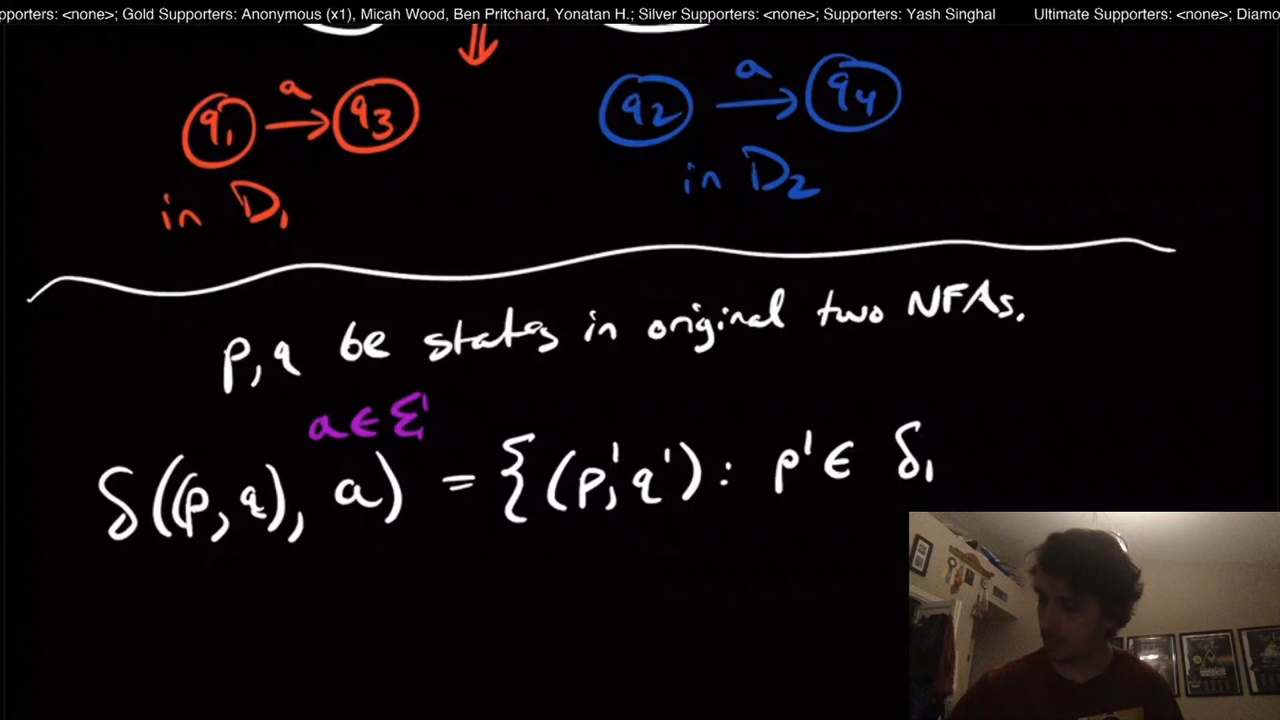 pporters: <none>; Gold Supporters: Anonymous (x1), Micah Wood, Ben Pritchard, Yonatan H.; Silver Supporters: <none>; Supporters: Yash Singhal Ultimate Supporters: <none>; Diamo
q₁ a q₃ q₂ a q₄
in D₁ in D₂
p,q be states in original two NFAs.
a∈Σ
δ((p,q), a) = {(p',q'): p'∈ δ₁